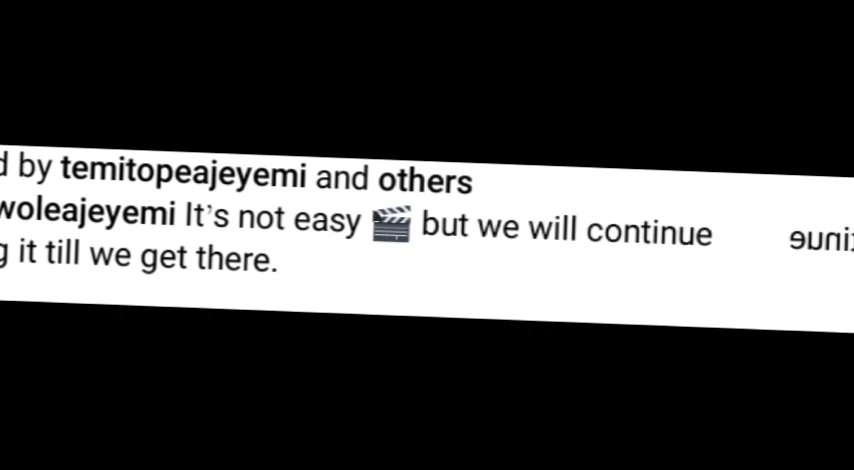 d by temitopeajeyemi and others
woleajeyemi It's not easy 🎬 but we will continue
g it till we get there.